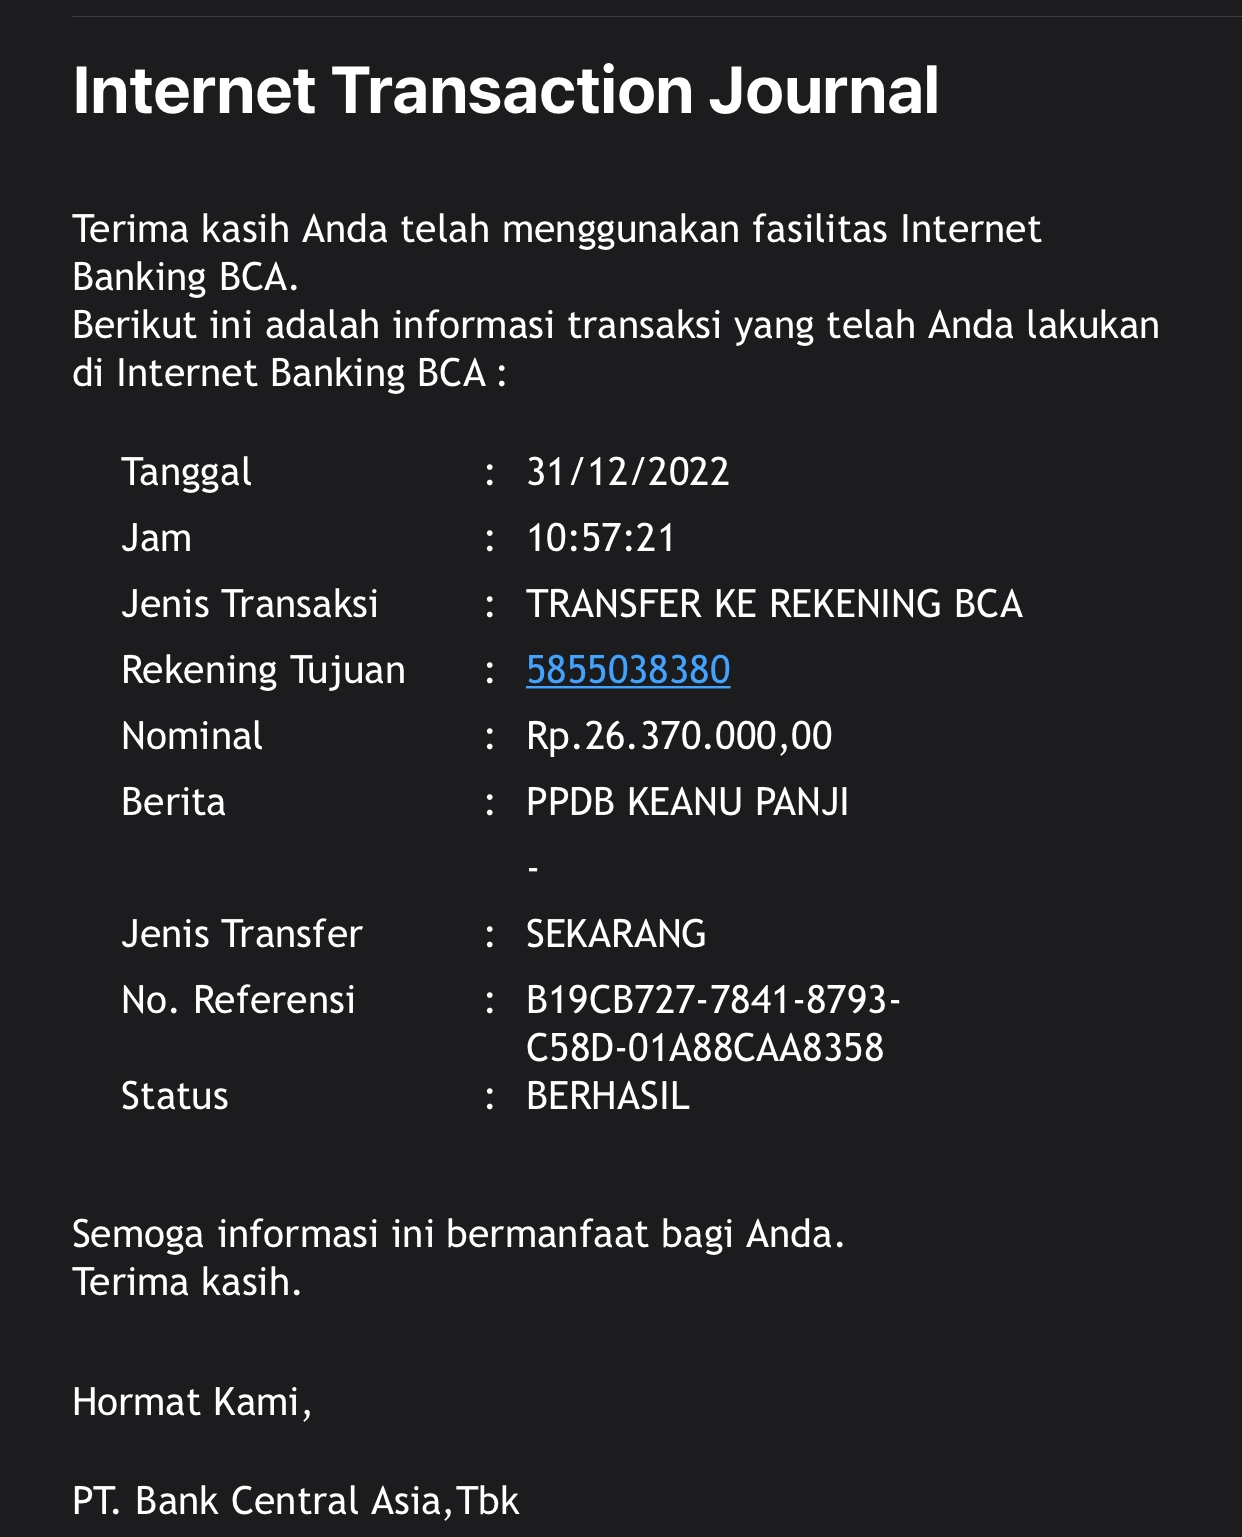 Internet Transaction Journal
Terima kasih Anda telah menggunakan fasilitas Internet
Banking BCA.
Berikut ini adalah informasi transaksi yang telah Anda lakukan
di Internet Banking BCA :
Tanggal : 31/12/2022
Jam : 10:57:21
Jenis Transaksi : TRANSFER KE REKENING BCA
Rekening Tujuan : 5855038380
Nominal : Rp.26.370.000,00
Berita : PPDB KEANU PANJI
-
Jenis Transfer : SEKARANG
No. Referensi : B19CB727-7841-8793-
C58D-01A88CAA8358
Status : BERHASIL
Semoga informasi ini bermanfaat bagi Anda.
Terima kasih.
Hormat Kami,
PT. Bank Central Asia,Tbk